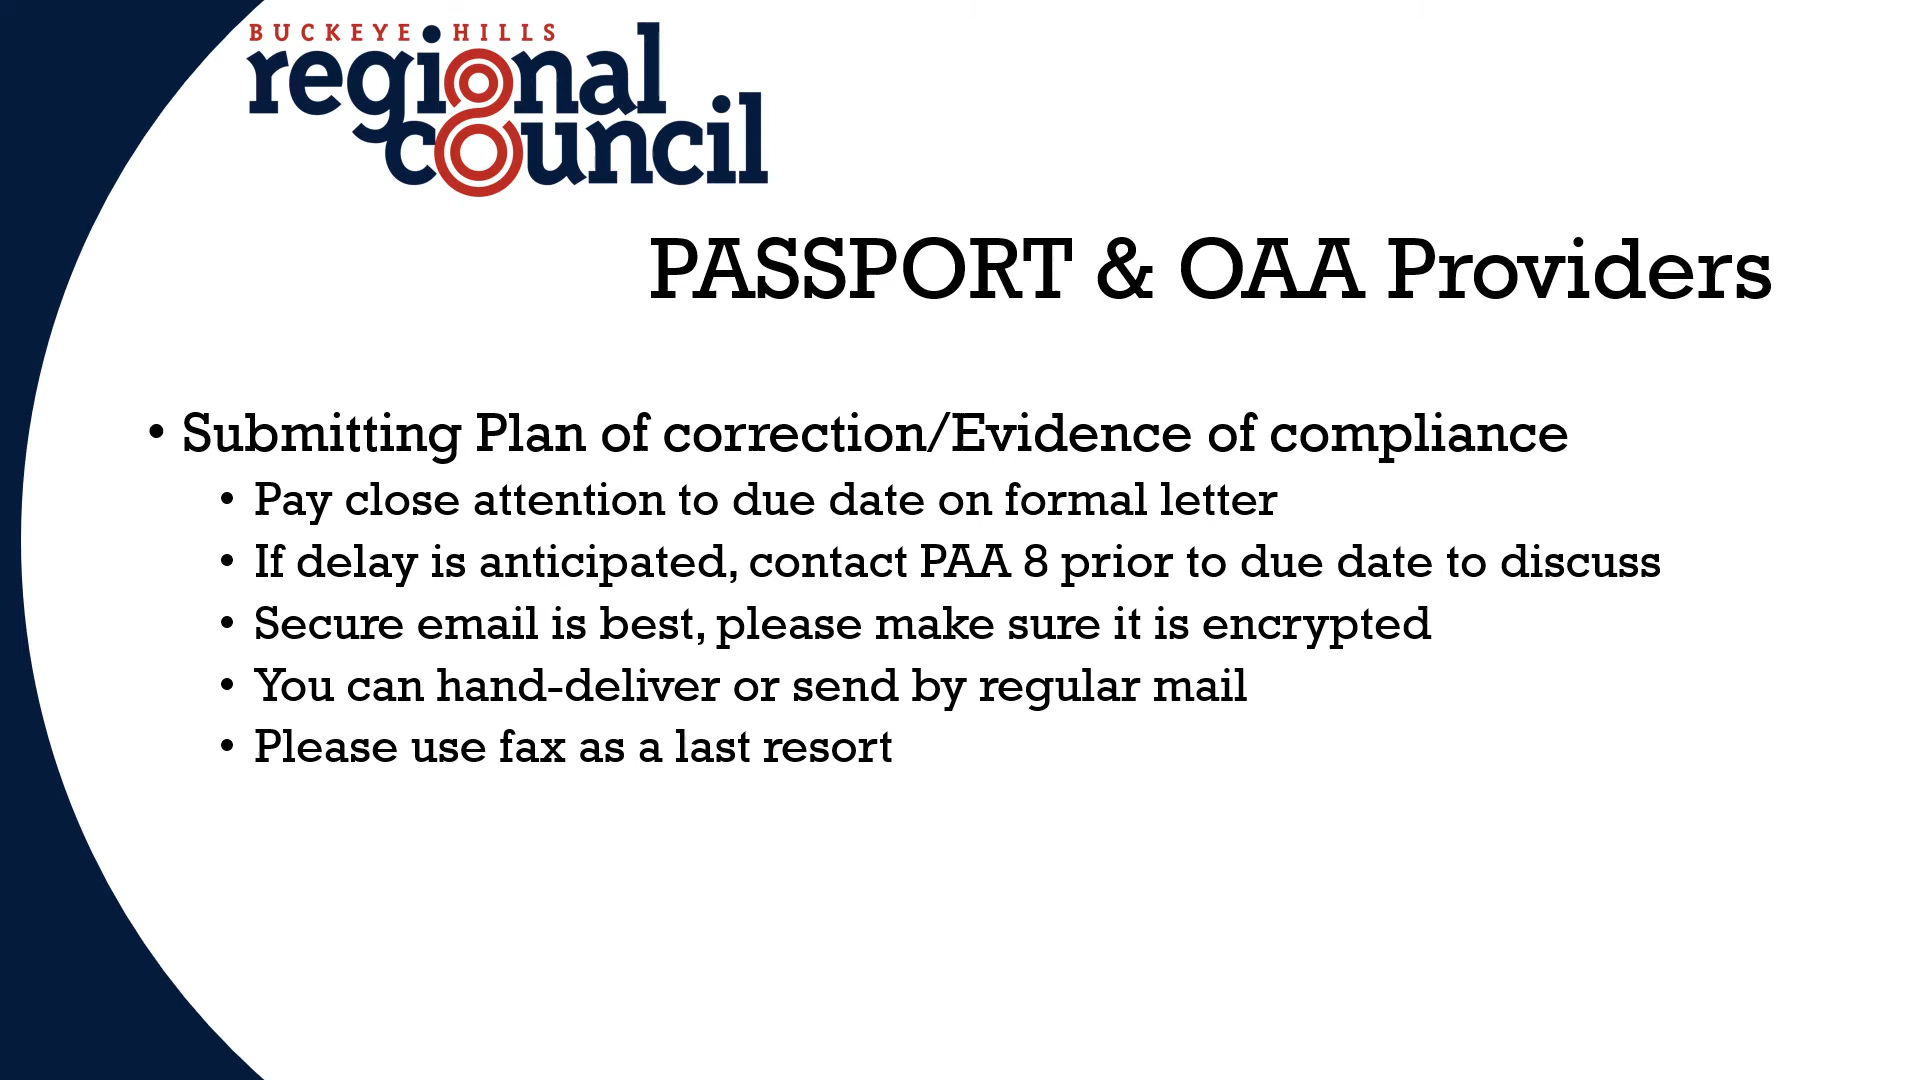 BUCKEYE HILLS
regional
council
PASSPORT & OAA Providers
• Submitting Plan of correction/Evidence of compliance
• Pay close attention to due date on formal letter
• If delay is anticipated, contact PAA 8 prior to due date to discuss
• Secure email is best, please make sure it is encrypted
• You can hand-deliver or send by regular mail
• Please use fax as a last resort